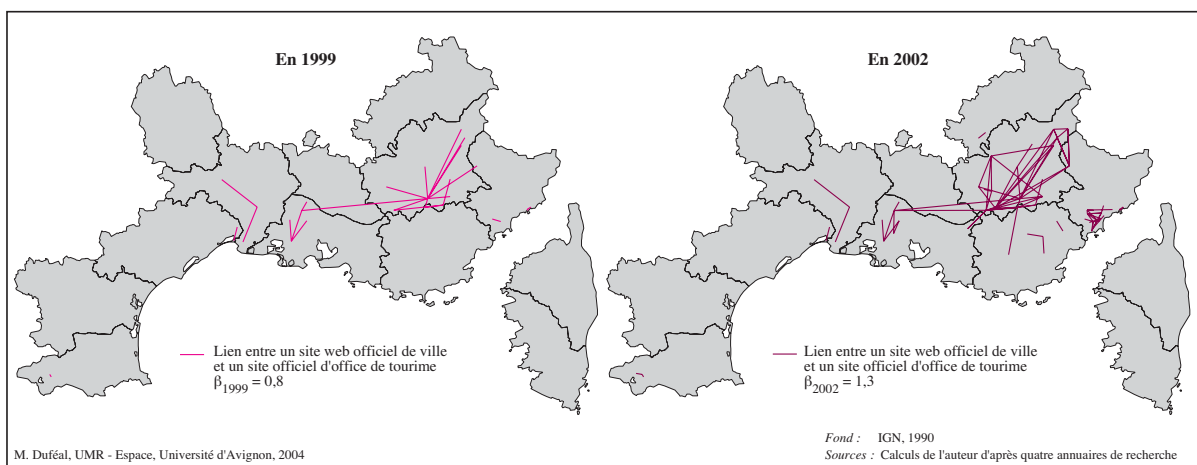 En 1999
En 2002
Lien entre un site web officiel de ville
et un site officiel d'office de tourime
β1999 = 0,8
Lien entre un site web officiel de ville
et un site officiel d'office de tourime
β2002 = 1,3
M. Duféal, UMR - Espace, Université d'Avignon, 2004
Fond : IGN, 1990
Sources : Calculs de l'auteur d'après quatre annuaires de recherche